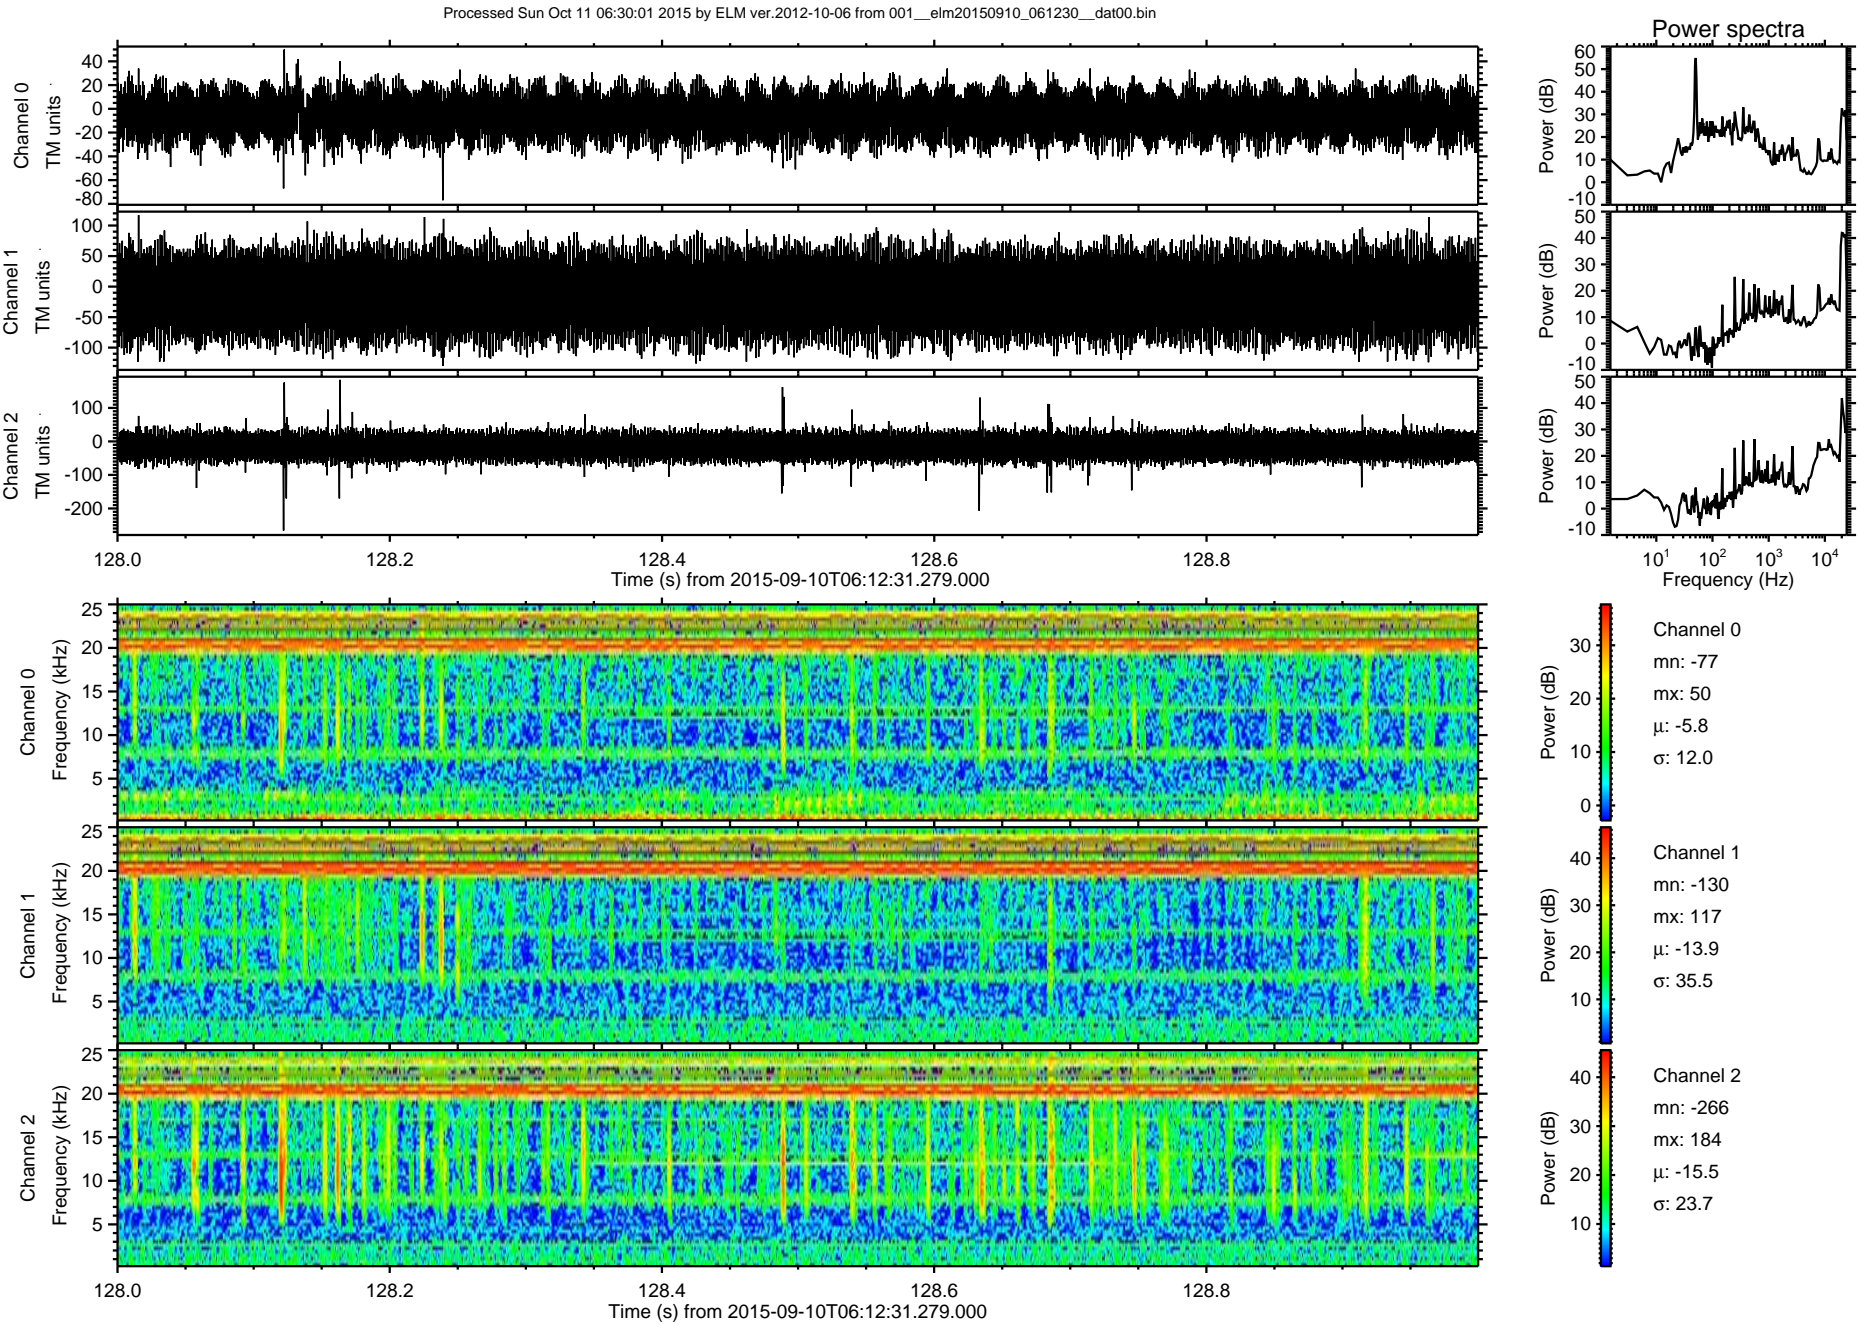 Processed Sun Oct 11 06:30:01 2015 by ELM ver.2012-10-06 from 001__elm20150910_061230__dat00.bin
Power spectra
Channel 0
TM units
40
20
0
-20
-40
-60
-80
Power (dB)
60
50
40
30
20
10
0
-10
Channel 1
TM units
100
50
0
-50
-100
Power (dB)
50
40
30
20
10
0
-10
Channel 2
TM units
100
0
-100
-200
Power (dB)
50
40
30
20
10
0
-10
128.0 128.2 128.4 128.6 128.8
Time (s) from 2015-09-10T06:12:31.279.000
10¹ 10² 10³ 10⁴
Frequency (Hz)
Channel 0
Frequency (kHz)
25
20
15
10
5
Power (dB)
30
20
10
0
Channel 0
mn: -77
mx: 50
μ: -5.8
σ: 12.0
Channel 1
Frequency (kHz)
25
20
15
10
5
Power (dB)
40
30
20
10
Channel 1
mn: -130
mx: 117
μ: -13.9
σ: 35.5
Channel 2
Frequency (kHz)
25
20
15
10
5
Power (dB)
40
30
20
10
Channel 2
mn: -266
mx: 184
μ: -15.5
σ: 23.7
128.0 128.2 128.4 128.6 128.8
Time (s) from 2015-09-10T06:12:31.279.000